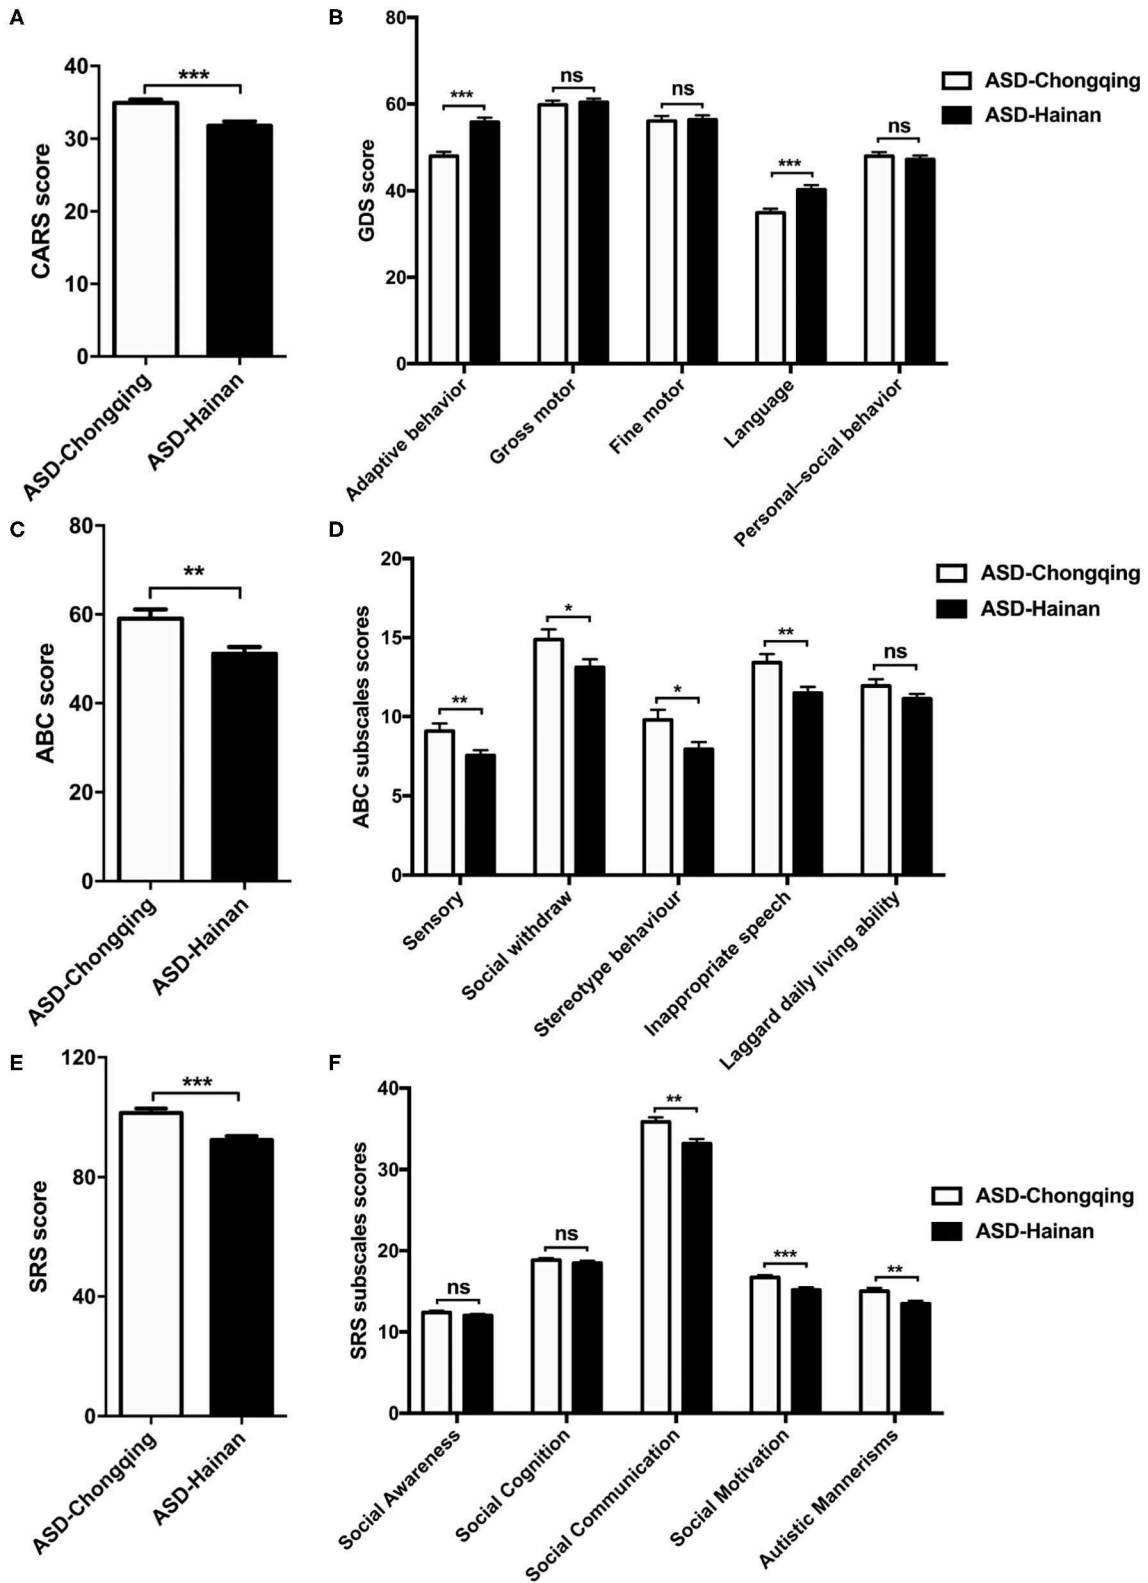 A
CARS score
40
30
20
10
0
***
ASD-Chongqing
ASD-Hainan
B
GDS score
80
60
40
20
0
***
ns
ns
***
ns
Adaptive behavior
Gross motor
Fine motor
Language
Personal–social behavior
ASD-Chongqing
ASD-Hainan
C
ABC score
80
60
40
20
0
**
ASD-Chongqing
ASD-Hainan
D
ABC subscales scores
20
15
10
5
0
**
*
*
**
ns
Sensory
Social withdraw
Stereotype behaviour
Inappropriate speech
Laggard daily living ability
ASD-Chongqing
ASD-Hainan
E
SRS score
120
80
40
0
***
ASD-Chongqing
ASD-Hainan
F
SRS subscales scores
40
30
20
10
0
ns
ns
**
***
**
Social Awareness
Social Cognition
Social Communication
Social Motivation
Autistic Mannerisms
ASD-Chongqing
ASD-Hainan